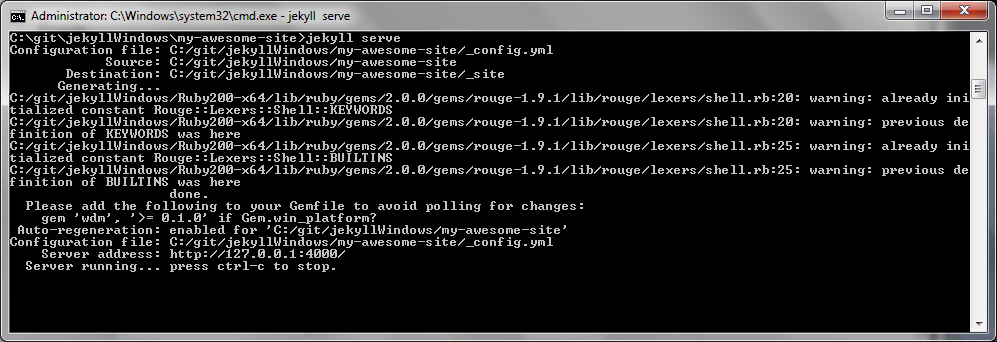 Administrator: C:\Windows\system32\cmd.exe - jekyll  serve
C:\git\jekyllWindows\my-awesome-site>jekyll serve
Configuration file: C:/git/jekyllWindows/my-awesome-site/_config.yml
            Source: C:/git/jekyllWindows/my-awesome-site
       Destination: C:/git/jekyllWindows/my-awesome-site/_site
      Generating...
C:/git/jekyllWindows/Ruby200-x64/lib/ruby/gems/2.0.0/gems/rouge-1.9.1/lib/rouge/lexers/shell.rb:20: warning: already ini
tialized constant Rouge::Lexers::Shell::KEYWORDS
C:/git/jekyllWindows/Ruby200-x64/lib/ruby/gems/2.0.0/gems/rouge-1.9.1/lib/rouge/lexers/shell.rb:20: warning: previous de
finition of KEYWORDS was here
C:/git/jekyllWindows/Ruby200-x64/lib/ruby/gems/2.0.0/gems/rouge-1.9.1/lib/rouge/lexers/shell.rb:25: warning: already ini
tialized constant Rouge::Lexers::Shell::BUILTINS
C:/git/jekyllWindows/Ruby200-x64/lib/ruby/gems/2.0.0/gems/rouge-1.9.1/lib/rouge/lexers/shell.rb:25: warning: previous de
finition of BUILTINS was here
                    done.
  Please add the following to your Gemfile to avoid polling for changes:
    gem 'wdm', '>= 0.1.0' if Gem.win_platform?
 Auto-regeneration: enabled for 'C:/git/jekyllWindows/my-awesome-site'
Configuration file: C:/git/jekyllWindows/my-awesome-site/_config.yml
    Server address: http://127.0.0.1:4000/
  Server running... press ctrl-c to stop.